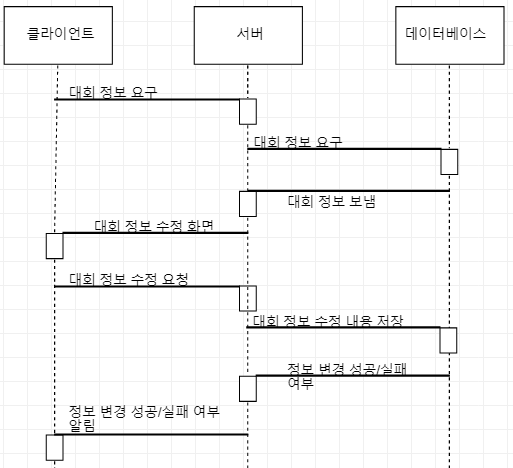 클라이언트
서버
데이터베이스
대회 정보 요구
대회 정보 요구
대회 정보 보냄
대회 정보 수정 화면
대회 정보 수정 요청
대회 정보 수정 내용 저장
정보 변경 성공/실패
여부
정보 변경 성공/실패 여부
알림